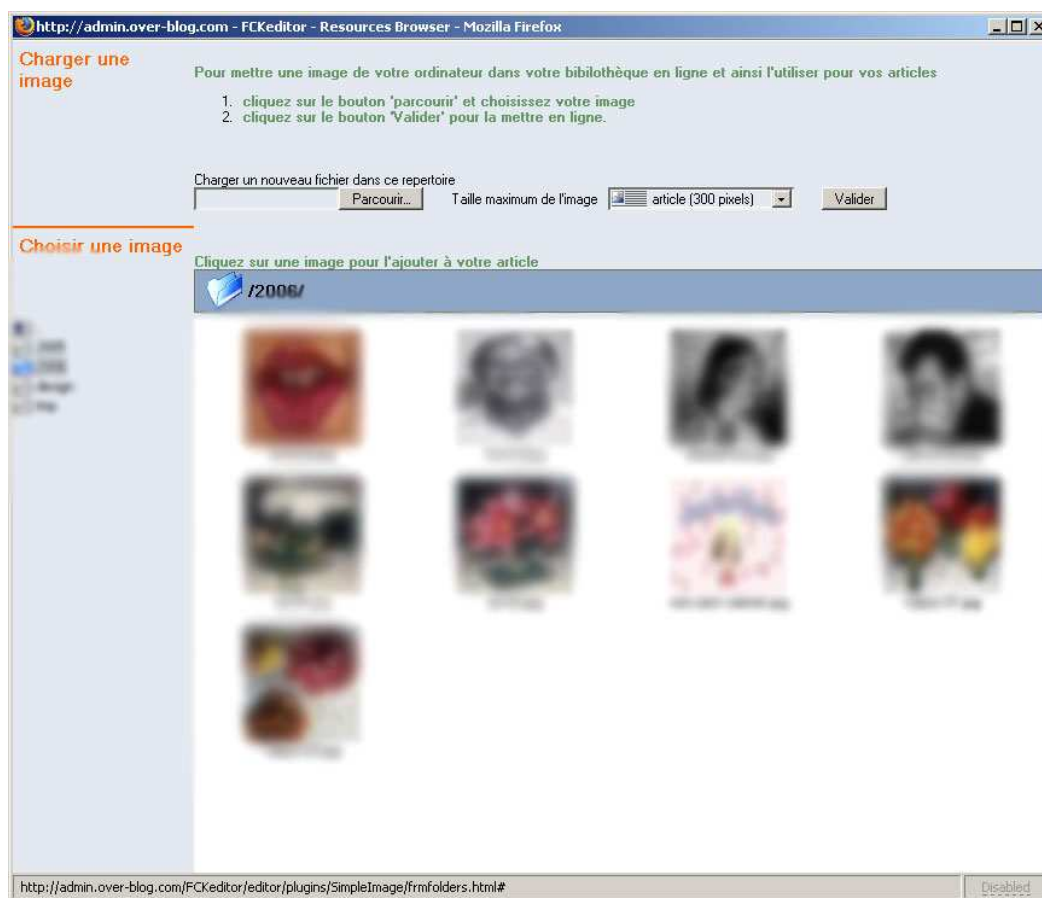 http://admin.over-blog.com - FCKeditor - Resources Browser - Mozilla Firefox
Charger une
image
Pour mettre une image de votre ordinateur dans votre bibilothèque en ligne et ainsi l'utiliser pour vos articles
1. cliquez sur le bouton 'parcourir' et choisissez votre image
2. cliquez sur le bouton 'Valider' pour la mettre en ligne.
Charger un nouveau fichier dans ce repertoire
Parcourir... Taille maximum de l'image article (300 pixels) Valider
Choisir une image
Cliquez sur une image pour l'ajouter à votre article
/2006/
http://admin.over-blog.com/FCKeditor/editor/plugins/SimpleImage/frmfolders.html#
Disabled